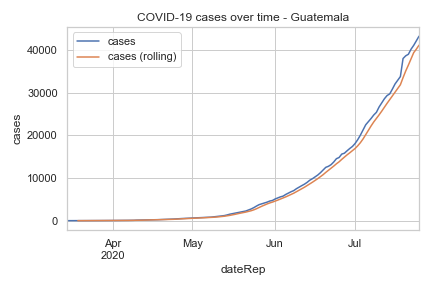 COVID-19 cases over time - Guatemala
cases
cases (rolling)
cases
40000
30000
20000
10000
0
Apr
2020
May
Jun
Jul
dateRep